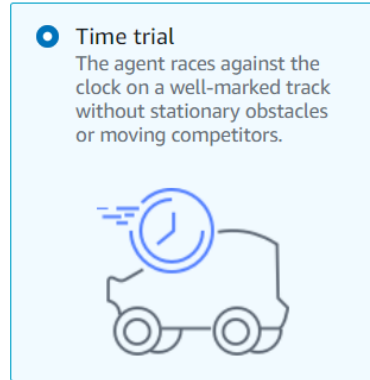 Time trial
The agent races against the
clock on a well-marked track
without stationary obstacles
or moving competitors.